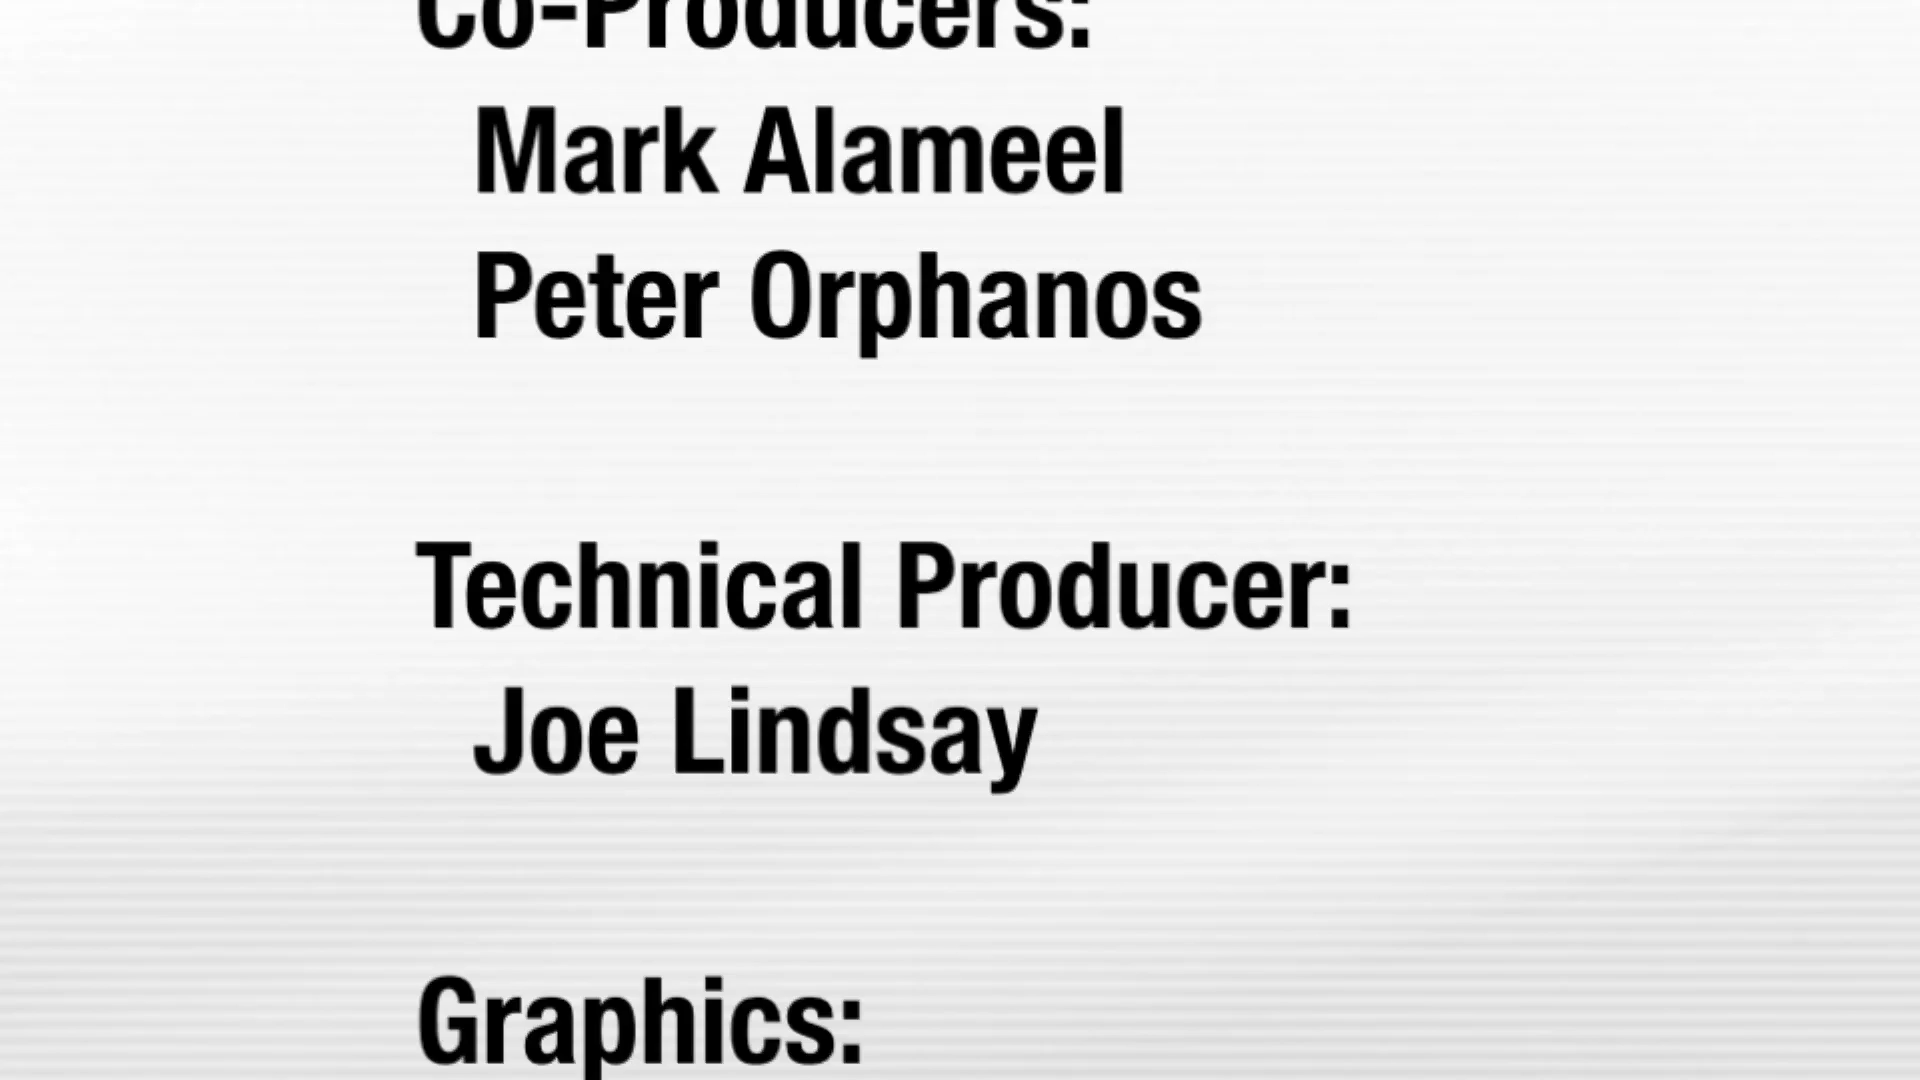 Co-Producers:
Mark Alameel
Peter Orphanos
Technical Producer:
Joe Lindsay
Graphics: